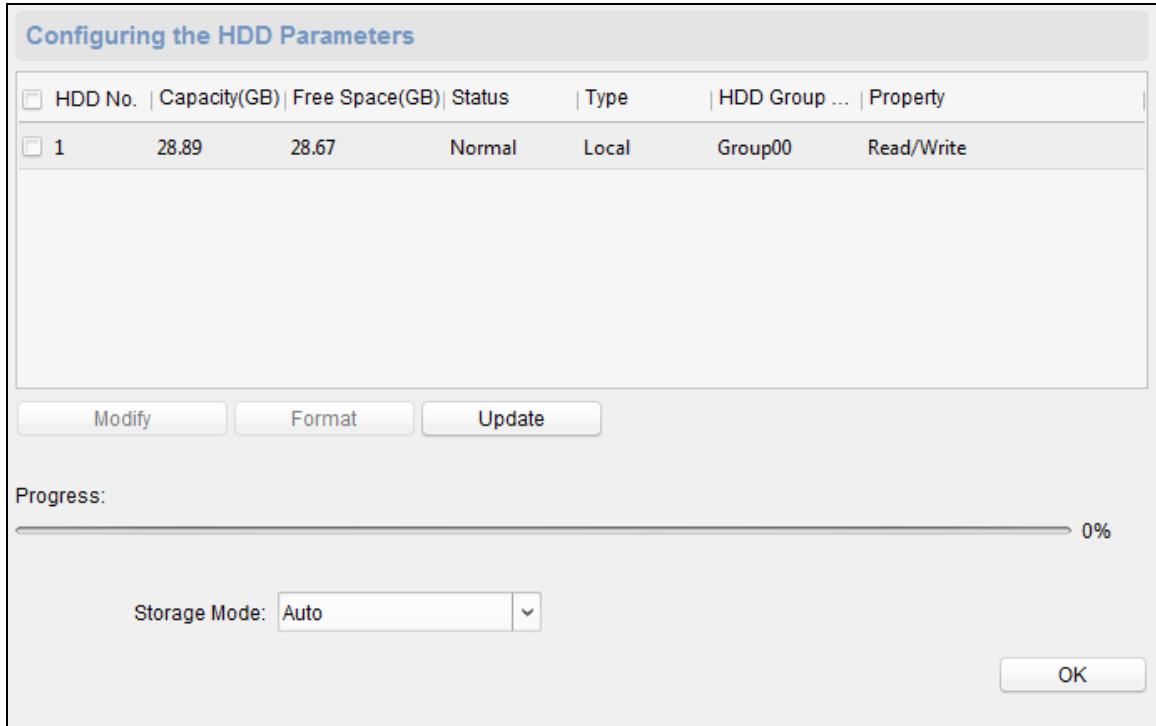 Configuring the HDD Parameters
HDD No. Capacity(GB) Free Space(GB) Status Type HDD Group ... Property
1 28.89 28.67 Normal Local Group00 Read/Write
Modify Format Update
Progress:
0%
Storage Mode: Auto
OK